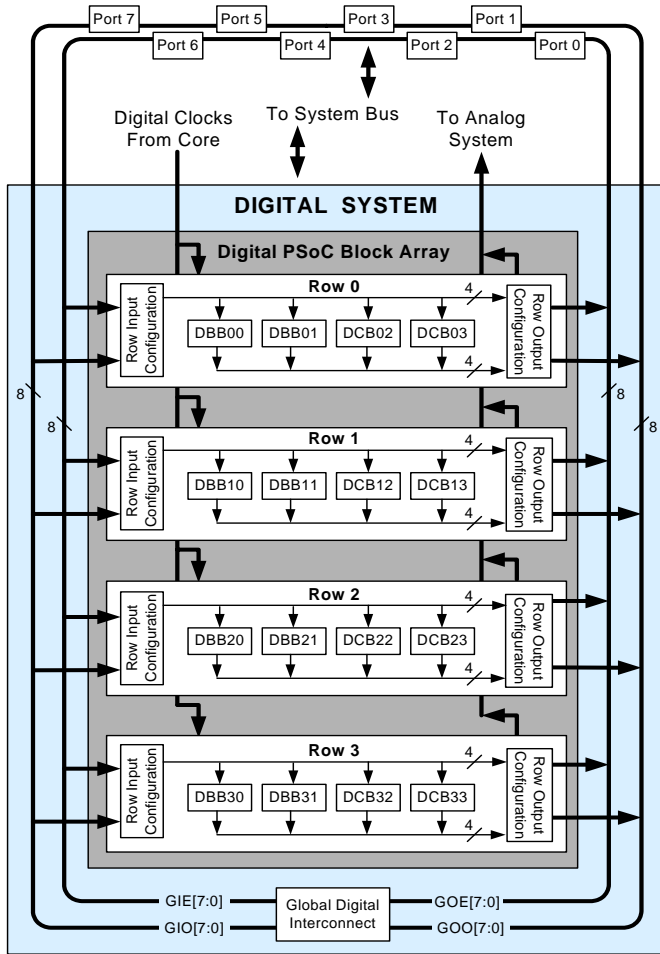 Port 7
Port 5
Port 3
Port 1
Port 6
Port 4
Port 2
Port 0
Digital Clocks
From Core
To System Bus
To Analog
System
DIGITAL SYSTEM
Digital PSoC Block Array
Row 0
Row Input
Configuration
4
DBB00
DBB01
DCB02
DCB03
4
Row Output
Configuration
8
8
8
8
Row 1
Row Input
Configuration
4
DBB10
DBB11
DCB12
DCB13
4
Row Output
Configuration
Row 2
Row Input
Configuration
4
DBB20
DBB21
DCB22
DCB23
4
Row Output
Configuration
Row 3
Row Input
Configuration
4
DBB30
DBB31
DCB32
DCB33
4
Row Output
Configuration
GIE[7:0]
GIO[7:0]
Global Digital
Interconnect
GOE[7:0]
GOO[7:0]